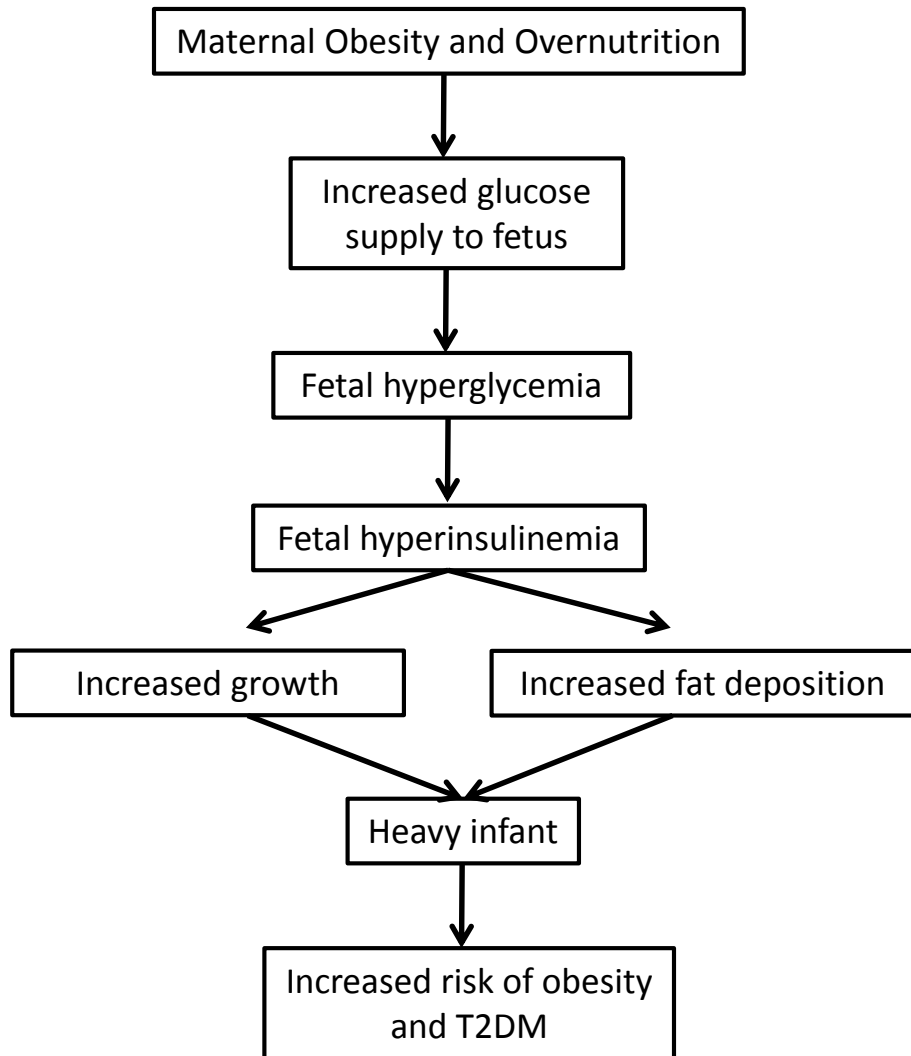 Maternal Obesity and Overnutrition
Increased glucose
supply to fetus
Fetal hyperglycemia
Fetal hyperinsulinemia
Increased growth
Increased fat deposition
Heavy infant
Increased risk of obesity
and T2DM